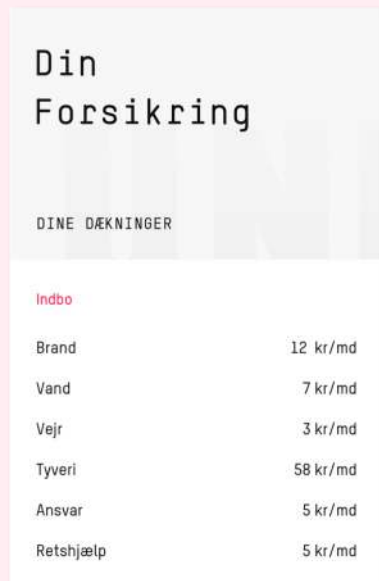 Din
Forsikring
DINE DÆKNINGER
Indbo
Brand 12 kr/md
Vand 7 kr/md
Vejr 3 kr/md
Tyveri 58 kr/md
Ansvar 5 kr/md
Retshjælp 5 kr/md